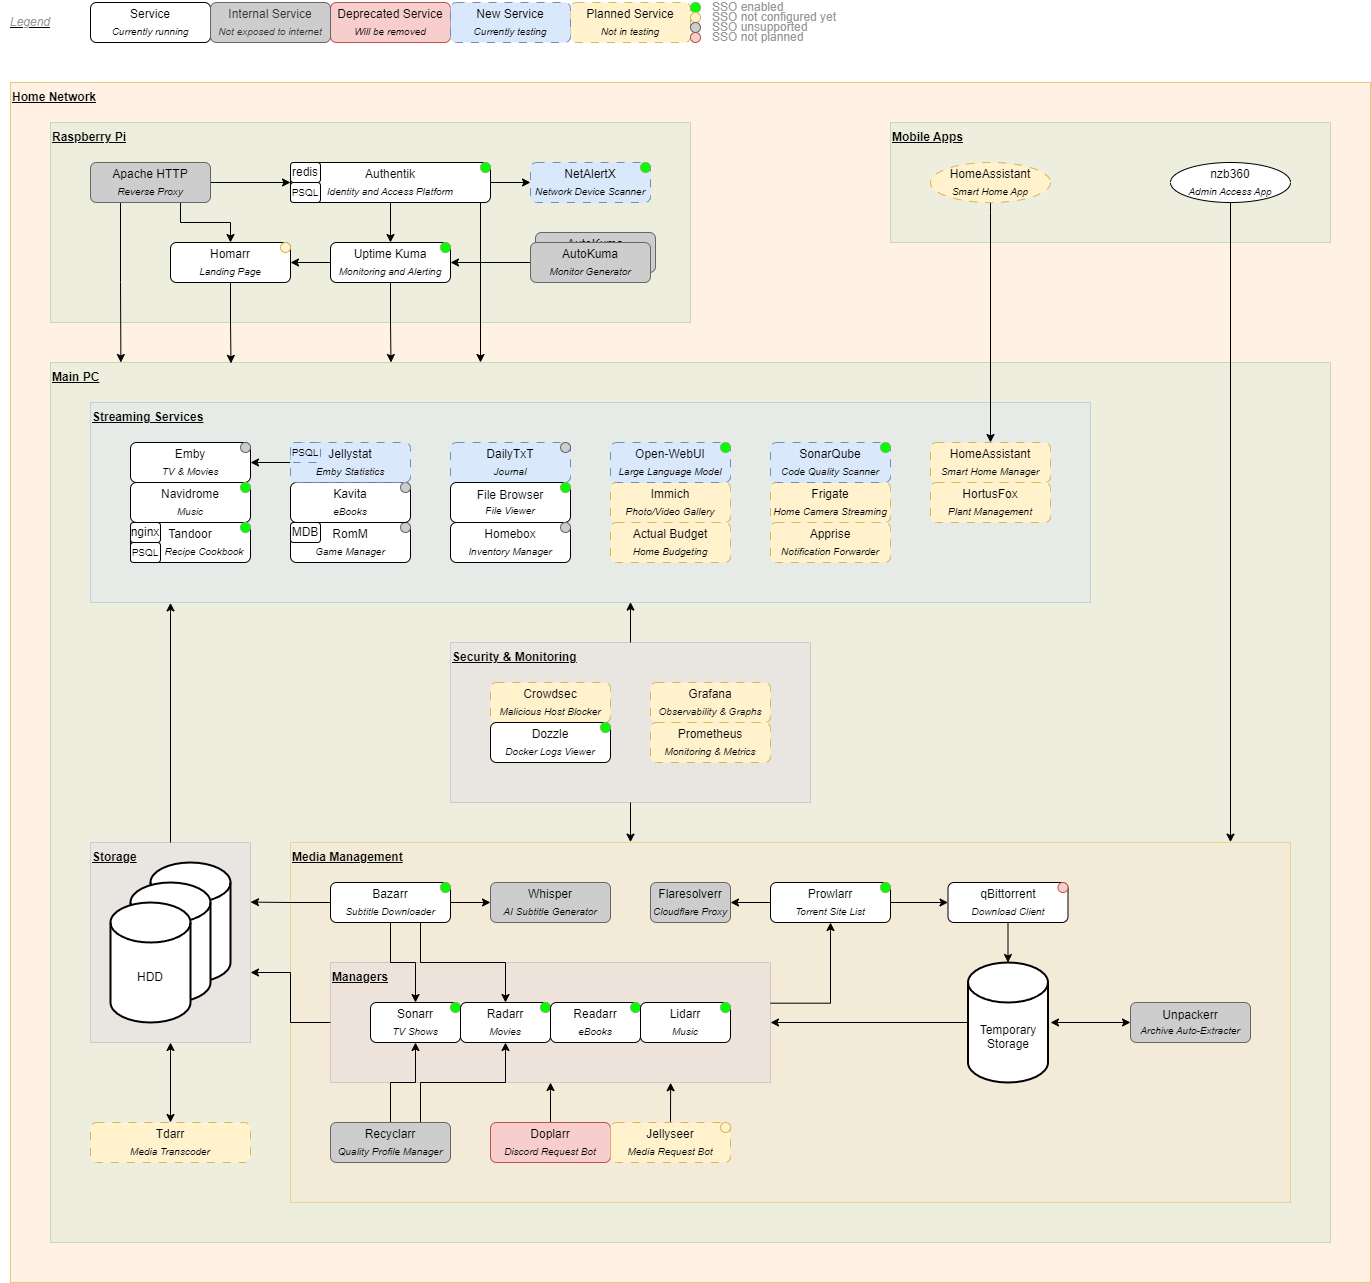 Legend
Service
Currently running
Internal Service
Not exposed to internet
Deprecated Service
Will be removed
New Service
Currently testing
Planned Service
Not in testing
SSO enabled
SSO not configured yet
SSO unsupported
SSO not planned
Home Network
Raspberry Pi
Apache HTTP
Reverse Proxy
redis
PSQL
Authentik
Identity and Access Platform
NetAlertX
Network Device Scanner
Homarr
Landing Page
Uptime Kuma
Monitoring and Alerting
AutoKuma
AutoKuma
Monitor Generator
Mobile Apps
HomeAssistant
Smart Home App
nzb360
Admin Access App
Main PC
Streaming Services
Emby
TV & Movies
Navidrome
Music
nginx
PSQL
Tandoor
Recipe Cookbook
PSQL
Jellystat
Emby Statistics
Kavita
eBooks
MDB
RomM
Game Manager
DailyTxT
Journal
File Browser
File Viewer
Homebox
Inventory Manager
Open-WebUI
Large Language Model
Immich
Photo/Video Gallery
Actual Budget
Home Budgeting
SonarQube
Code Quality Scanner
Frigate
Home Camera Streaming
Apprise
Notification Forwarder
HomeAssistant
Smart Home Manager
HortusFox
Plant Management
Security & Monitoring
Crowdsec
Malicious Host Blocker
Dozzle
Docker Logs Viewer
Grafana
Observability & Graphs
Prometheus
Monitoring & Metrics
Storage
HDD
Tdarr
Media Transcoder
Media Management
Bazarr
Subtitle Downloader
Whisper
AI Subtitle Generator
Flaresolverr
Cloudflare Proxy
Prowlarr
Torrent Site List
qBittorrent
Download Client
Managers
Sonarr
TV Shows
Radarr
Movies
Readarr
eBooks
Lidarr
Music
Temporary
Storage
Unpackerr
Archive Auto-Extracter
Recyclarr
Quality Profile Manager
Doplarr
Discord Request Bot
Jellyseer
Media Request Bot